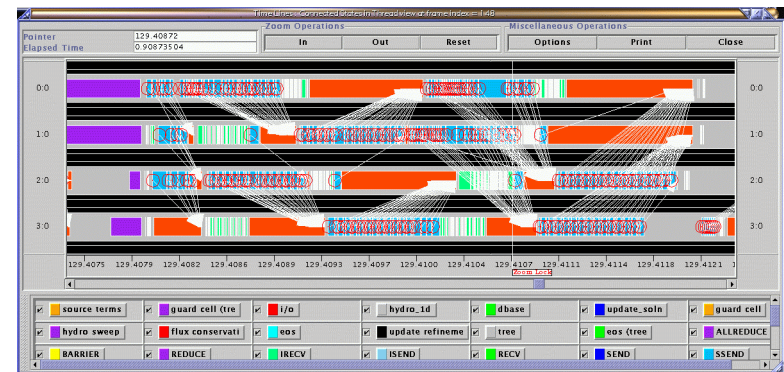 Time Lines : Connected States In Thread View or frame Index = 148
Zoom Operations
Miscellaneous Operations
Pointer 129.40872
Elapsed Time 0.90873504
In Out Reset
Options Print Close
0:0 0:0
1:0 1:0
2:0 2:0
3:0 3:0
129.4075 129.4079 129.4082 129.4086 129.4089 129.4093 129.4097 129.4100 129.4104 129.4107 129.4111 129.4114 129.4118 129.4121
Zoom Lock
source terms guard cell (tre i/o hydro_1d dbase update_soln guard cell
hydro sweep flux conservati eos update refineme tree eos (tree ALLREDUCE
BARRIER REDUCE IRECV ISEND RECV SEND SSEND